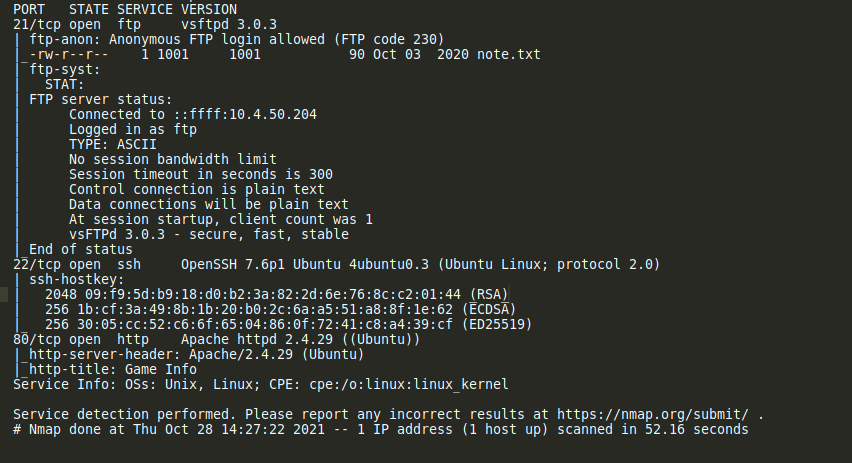 PORT   STATE SERVICE VERSION
21/tcp open  ftp     vsftpd 3.0.3
| ftp-anon: Anonymous FTP login allowed (FTP code 230)
|_-rw-r--r--    1 1001     1001           90 Oct 03  2020 note.txt
| ftp-syst:
|   STAT:
| FTP server status:
|      Connected to ::ffff:10.4.50.204
|      Logged in as ftp
|      TYPE: ASCII
|      No session bandwidth limit
|      Session timeout in seconds is 300
|      Control connection is plain text
|      Data connections will be plain text
|      At session startup, client count was 1
|      vsFTPd 3.0.3 - secure, fast, stable
|_End of status
22/tcp open  ssh     OpenSSH 7.6p1 Ubuntu 4ubuntu0.3 (Ubuntu Linux; protocol 2.0)
| ssh-hostkey:
|   2048 09:f9:5d:b9:18:d0:b2:3a:82:2d:6e:76:8c:c2:01:44 (RSA)
|   256 1b:cf:3a:49:8b:1b:20:b0:2c:6a:a5:51:a8:8f:1e:62 (ECDSA)
|_  256 30:05:cc:52:c6:6f:65:04:86:0f:72:41:c8:a4:39:cf (ED25519)
80/tcp open  http    Apache httpd 2.4.29 ((Ubuntu))
|_http-server-header: Apache/2.4.29 (Ubuntu)
|_http-title: Game Info
Service Info: OSs: Unix, Linux; CPE: cpe:/o:linux:linux_kernel

Service detection performed. Please report any incorrect results at https://nmap.org/submit/ .
# Nmap done at Thu Oct 28 14:27:22 2021 -- 1 IP address (1 host up) scanned in 52.16 seconds